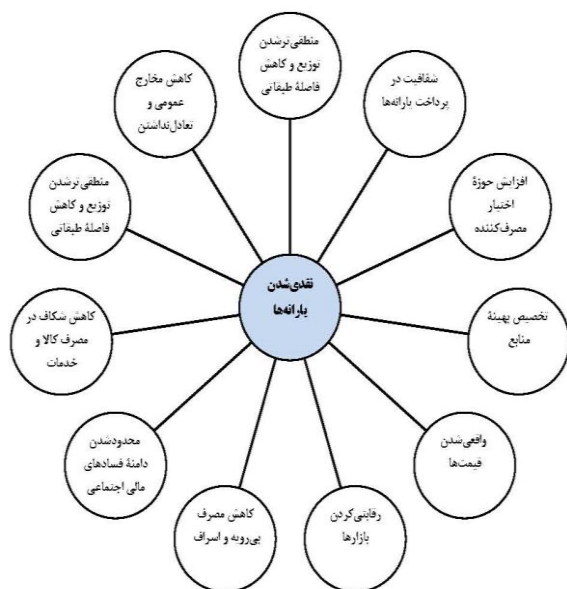 نقدی‌شدن
یارانه‌ها
منطقی‌ترشدن
توزیع و کاهش
فاصلهٔ طبقاتی
شفافیت در
پرداخت یارانه‌ها
افزایش حوزهٔ
اختیار
مصرف‌کننده
تخصیص بهینهٔ
منابع
واقعی‌شدن
قیمت‌ها
رقابتی‌کردن
بازارها
کاهش مصرف
بی‌رویه و اسراف
محدودشدن
دامنهٔ فسادهای
مالی اجتماعی
کاهش شکاف در
مصرف کالا و
خدمات
منطقی‌ترشدن
توزیع و کاهش
فاصلهٔ طبقاتی
کاهش مخارج
عمومی و
تعادل‌نداشتن